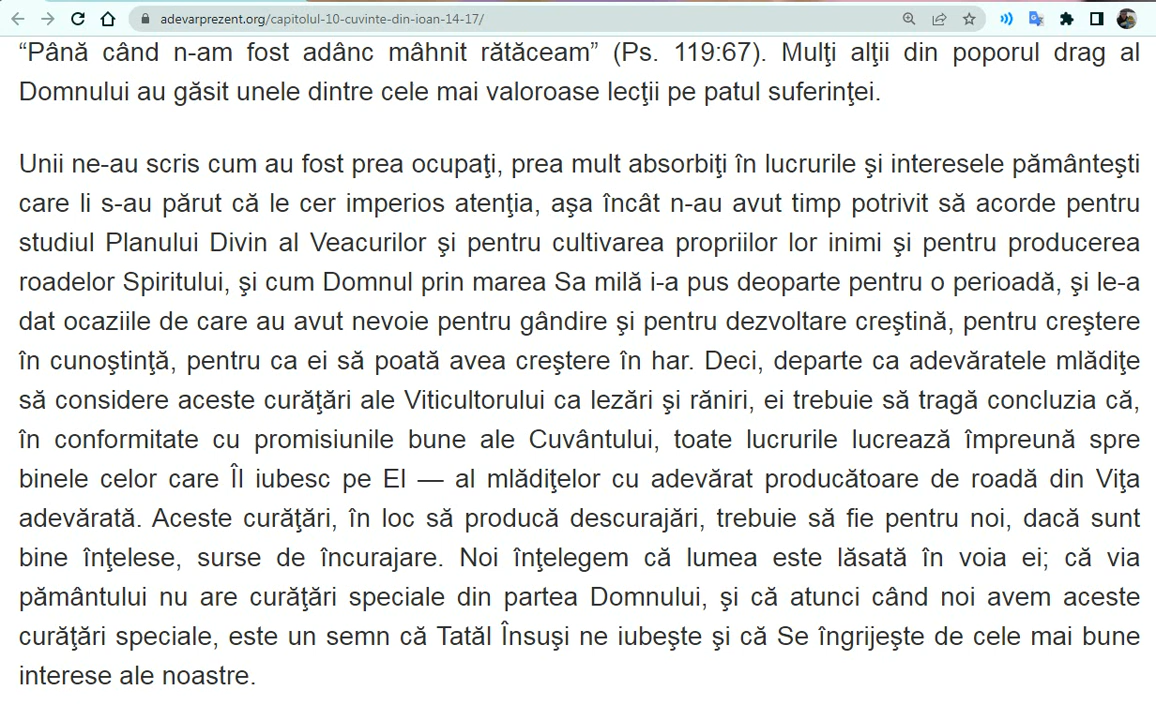 adevarprezent.org/capitolul-10-cuvinte-din-ioan-14-17/
“Până când n-am fost adânc mâhnit rătăceam” (Ps. 119:67). Mulţi alţii din poporul drag al
Domnului au găsit unele dintre cele mai valoroase lecţii pe patul suferinţei.
Unii ne-au scris cum au fost prea ocupaţi, prea mult absorbiţi în lucrurile şi interesele pământeşti
care li s-au părut că le cer imperios atenţia, aşa încât n-au avut timp potrivit să acorde pentru
studiul Planului Divin al Veacurilor şi pentru cultivarea propriilor lor inimi şi pentru producerea
roadelor Spiritului, şi cum Domnul prin marea Sa milă i-a pus deoparte pentru o perioadă, şi le-a
dat ocaziile de care au avut nevoie pentru gândire şi pentru dezvoltare creştină, pentru creştere
în cunoştinţă, pentru ca ei să poată avea creştere în har. Deci, departe ca adevăratele mlădiţe
să considere aceste curăţări ale Viticultorului ca lezări şi răniri, ei trebuie să tragă concluzia că,
în conformitate cu promisiunile bune ale Cuvântului, toate lucrurile lucrează împreună spre
binele celor care Îl iubesc pe El — al mlădiţelor cu adevărat producătoare de roadă din Viţa
adevărată. Aceste curăţări, în loc să producă descurajări, trebuie să fie pentru noi, dacă sunt
bine înţelese, surse de încurajare. Noi înţelegem că lumea este lăsată în voia ei; că via
pământului nu are curăţări speciale din partea Domnului, şi că atunci când noi avem aceste
curăţări speciale, este un semn că Tatăl Însuşi ne iubeşte şi că Se îngrijeşte de cele mai bune
interese ale noastre.